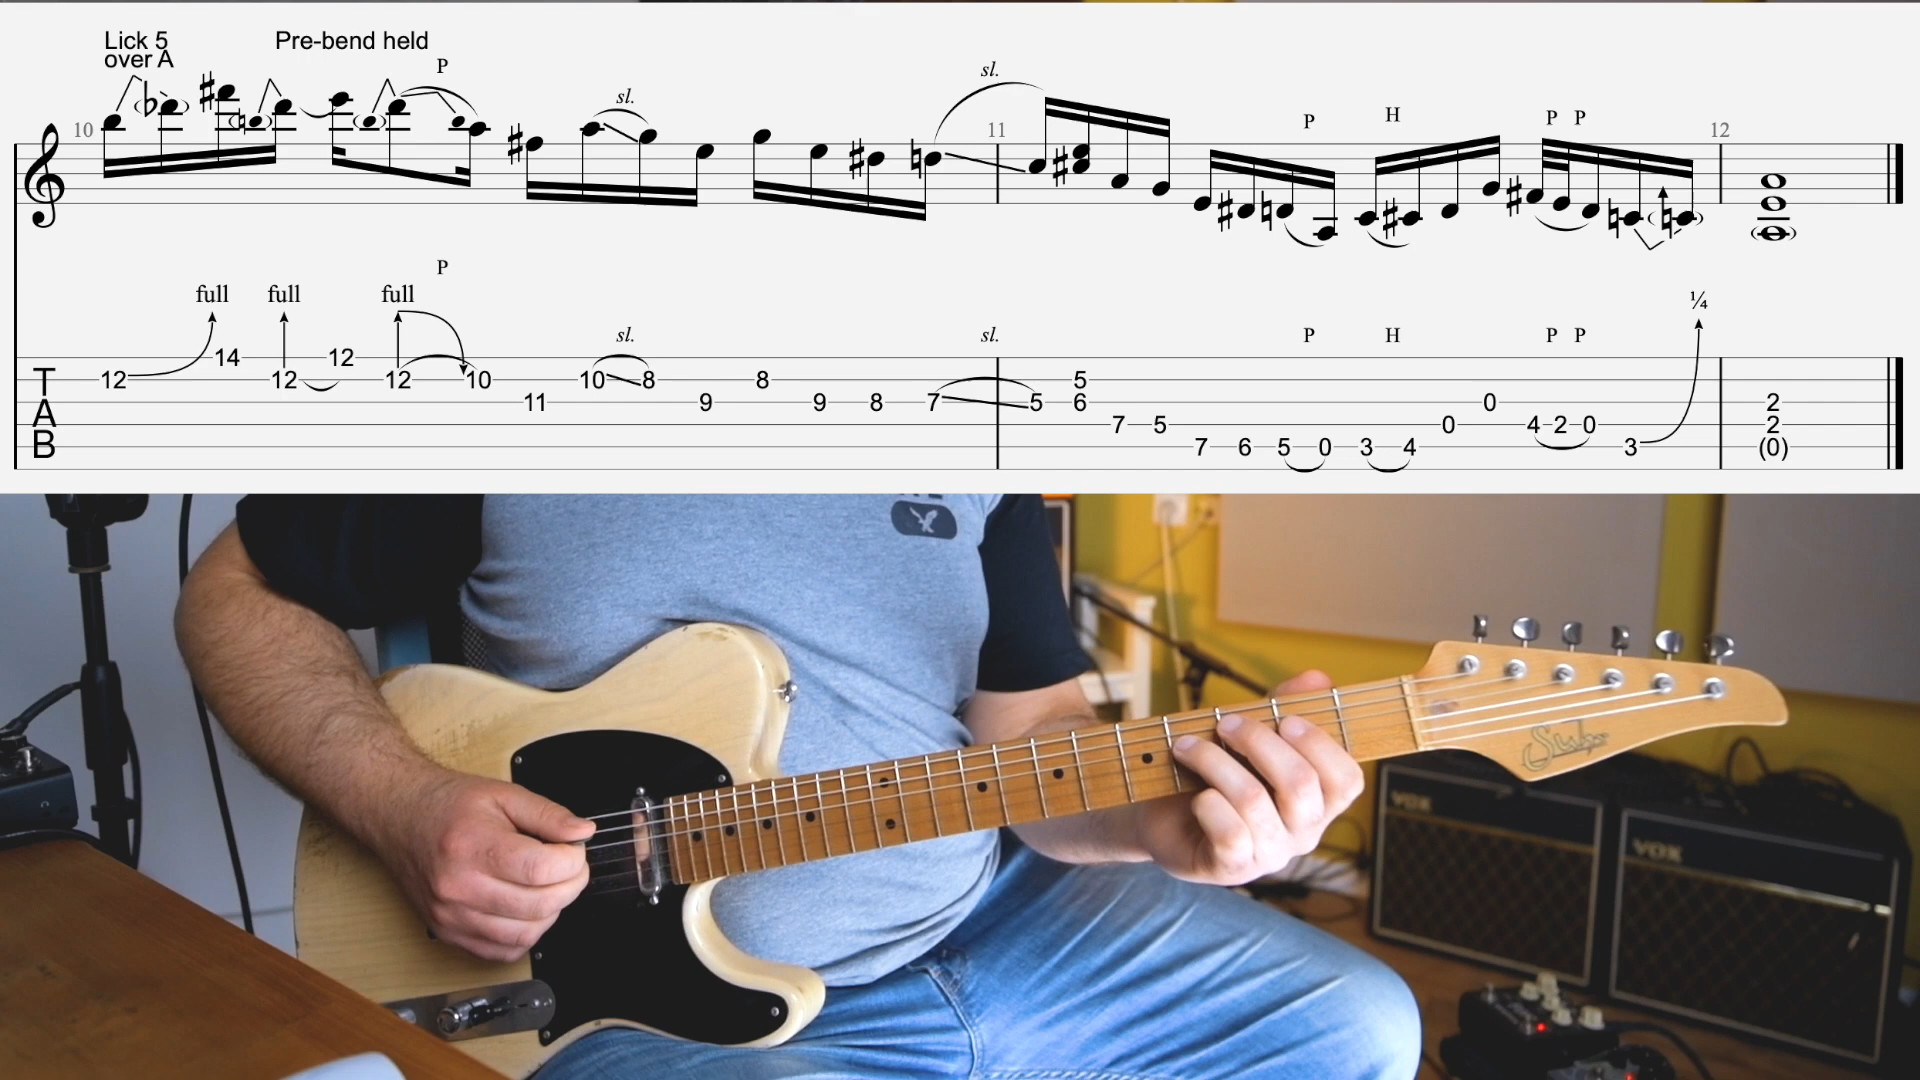 Lick 5 Pre-bend held
over A
P
sl.
sl.
10
11
12
P H P P
P
full full full
¼
sl. sl. P H P P
14 12
12 12 12 10 10 8 8 5
11 9 9 8 7 5 6 0 2
7 5 0 4 2 0 2
7 6 5 0 3 4 3 (0)
T
A
B
Suhr
VOX
VOX